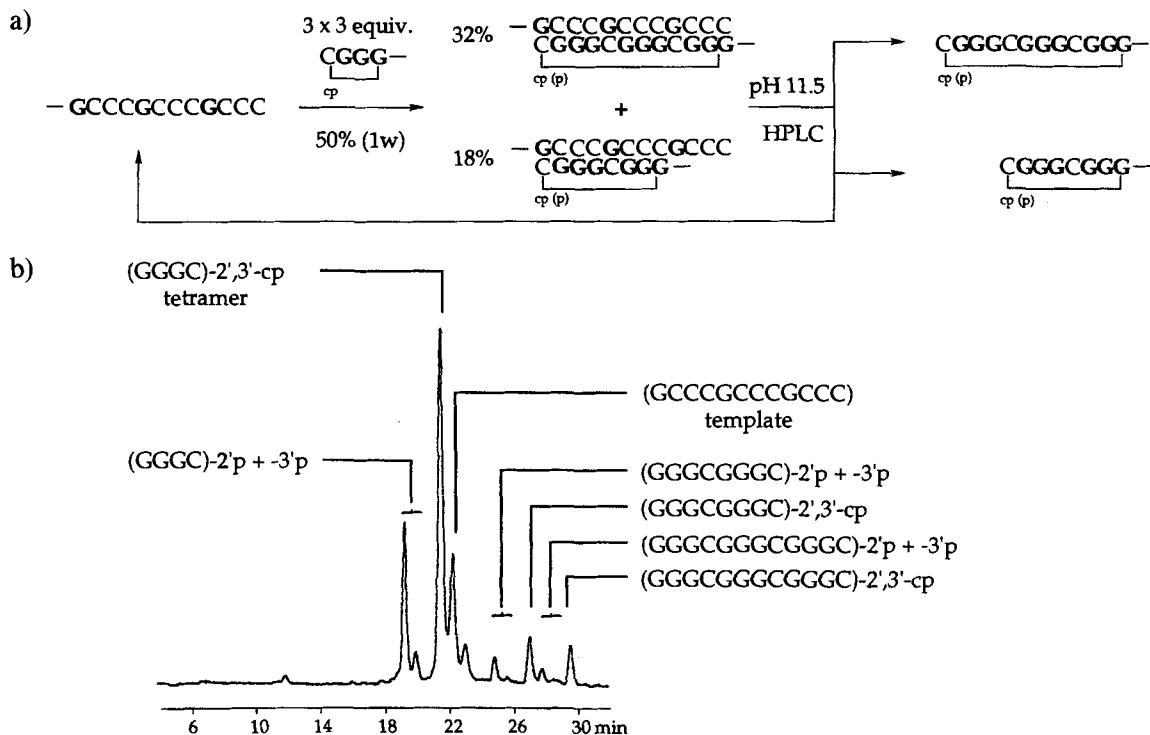 a)
— GCCCGCCCGCCC
3 x 3 equiv.
CGGG—
cp
50% (1w)
32%
— GCCCGCCCGCCC
CGGGCGGGCGGG—
cp (p)
+
18%
— GCCCGCCCGCCC
CGGGCGGG—
cp (p)
pH 11.5
HPLC
CGGGCGGGCGGG—
cp (p)
CGGGCGGG—
cp (p)
b)
(GGGC)-2',3'-cp
tetramer
(GGGC)-2'p + -3'p
(GCCCGCCCGCCC)
template
(GGGCGGGC)-2'p + -3'p
(GGGCGGGC)-2',3'-cp
(GGGCGGGCGGGC)-2'p + -3'p
(GGGCGGGCGGGC)-2',3'-cp
6 10 14 18 22 26 30 min